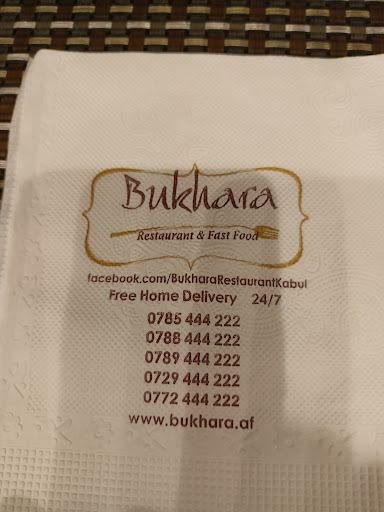 Bukhara
Restaurant & Fast Food
facebook.com/BukharaRestaurantKabul
Free Home Delivery 24/7
0785 444 222
0788 444 222
0789 444 222
0729 444 222
0772 444 222
www.bukhara.af